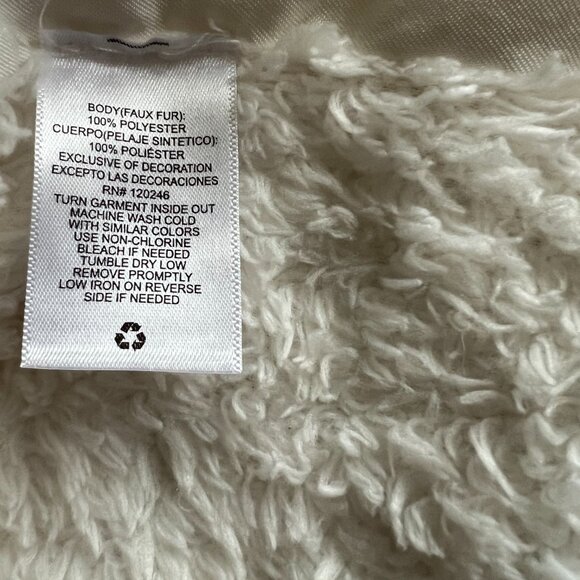 BODY(FAUX FUR):
100% POLYESTER
CUERPO(PELAJE SINTETICO):
100% POLIÉSTER
EXCLUSIVE OF DECORATION
EXCEPTO LAS DECORACIONES
RN# 120246
TURN GARMENT INSIDE OUT
MACHINE WASH COLD
WITH SIMILAR COLORS
USE NON-CHLORINE
BLEACH IF NEEDED
TUMBLE DRY LOW
REMOVE PROMPTLY
LOW IRON ON REVERSE
SIDE IF NEEDED